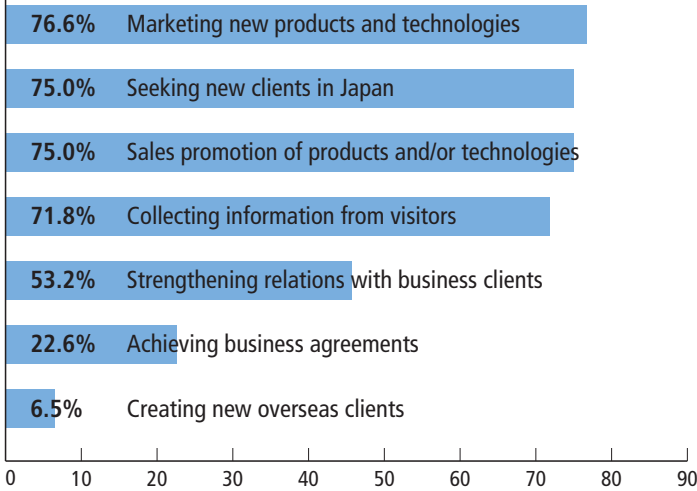 76.6% Marketing new products and technologies
75.0% Seeking new clients in Japan
75.0% Sales promotion of products and/or technologies
71.8% Collecting information from visitors
53.2% Strengthening relations with business clients
22.6% Achieving business agreements
6.5% Creating new overseas clients
0 10 20 30 40 50 60 70 80 90